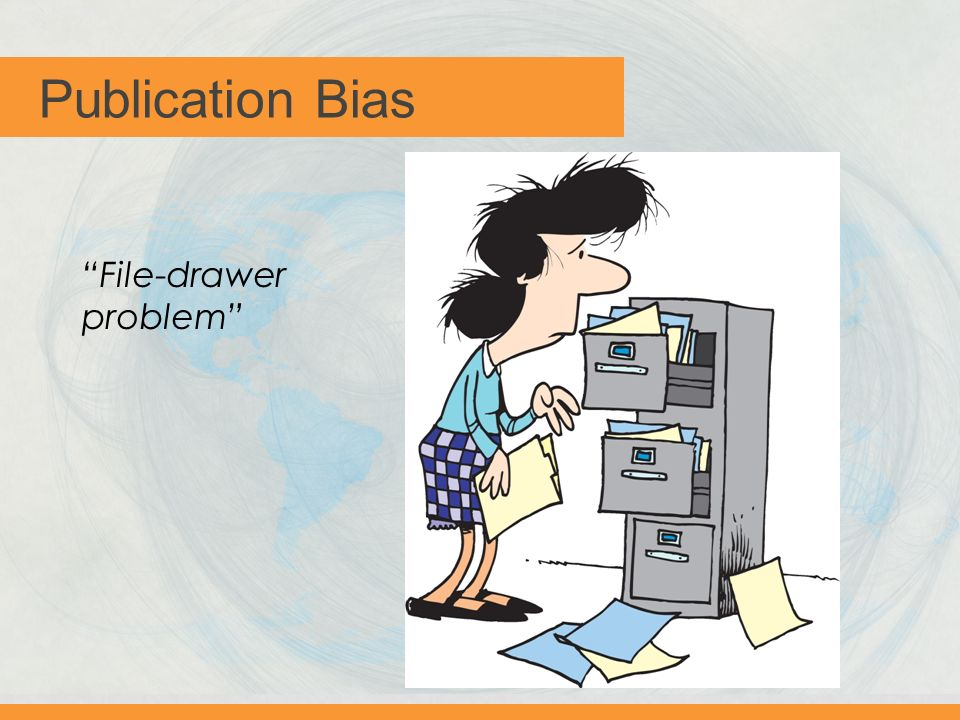 Publication Bias
“File-drawer
problem”